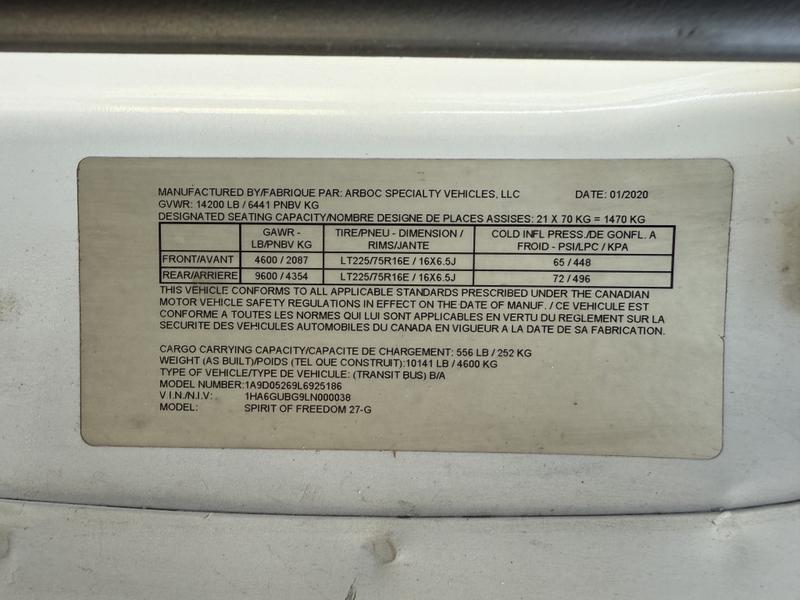 MANUFACTURED BY/FABRIQUE PAR: ARBOC SPECIALTY VEHICLES, LLC DATE: 01/2020
GVWR: 14200 LB / 6441 PNBV KG
DESIGNATED SEATING CAPACITY/NOMBRE DESIGNE DE PLACES ASSISES: 21 X 70 KG = 1470 KG
GAWR - LB/PNBV KG TIRE/PNEU - DIMENSION / RIMS/JANTE COLD INFL PRESS./DE GONFL. A FROID - PSI/LPC / KPA
FRONT/AVANT 4600 / 2087 LT225/75R16E / 16X6.5J 65 / 448
REAR/ARRIERE 9600 / 4354 LT225/75R16E / 16X6.5J 72 / 496
THIS VEHICLE CONFORMS TO ALL APPLICABLE STANDARDS PRESCRIBED UNDER THE CANADIAN
MOTOR VEHICLE SAFETY REGULATIONS IN EFFECT ON THE DATE OF MANUF. / CE VEHICULE EST
CONFORME A TOUTES LES NORMES QUI LUI SONT APPLICABLES EN VERTU DU REGLEMENT SUR LA
SECURITE DES VEHICULES AUTOMOBILES DU CANADA EN VIGUEUR A LA DATE DE SA FABRICATION.
CARGO CARRYING CAPACITY/CAPACITE DE CHARGEMENT: 556 LB / 252 KG
WEIGHT (AS BUILT)/POIDS (TEL QUE CONSTRUIT):10141 LB / 4600 KG
TYPE OF VEHICLE/TYPE DE VEHICULE: (TRANSIT BUS) B/A
MODEL NUMBER:1A9D05269L6925186
V I.N./N.I.V: 1HA6GUBG9LN000038
MODEL: SPIRIT OF FREEDOM 27-G